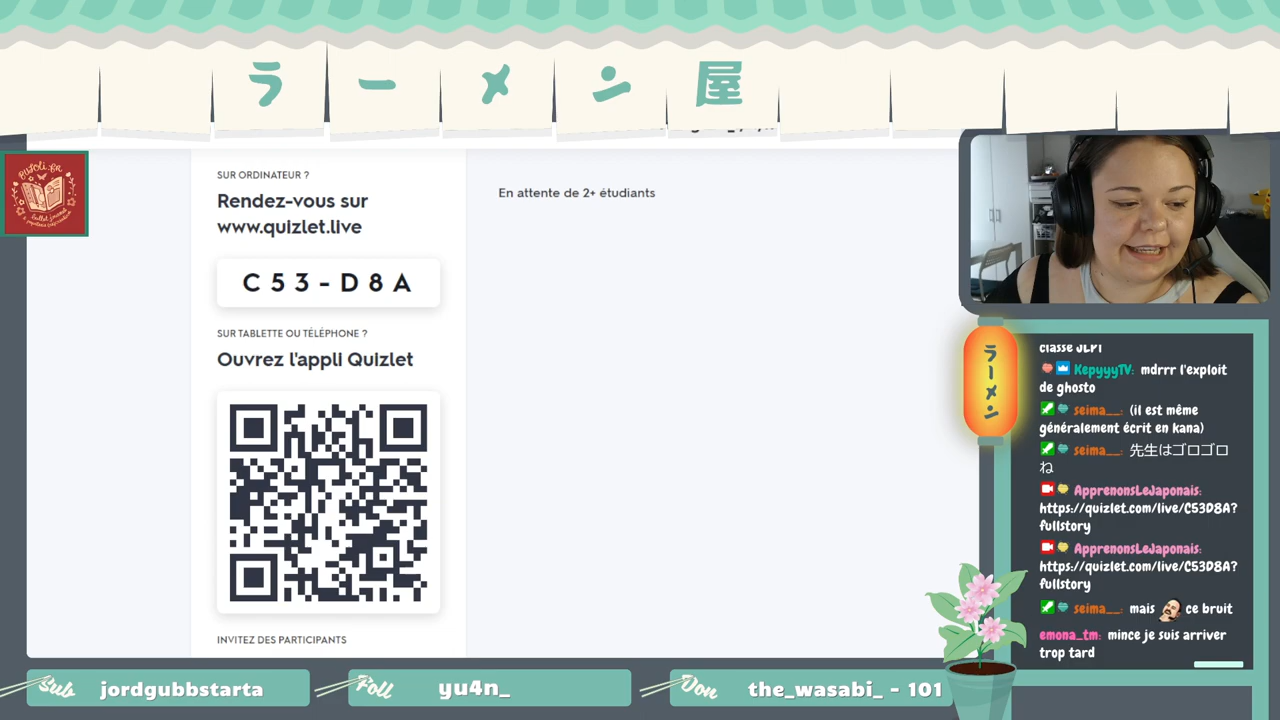 ラーメン屋
SUR ORDINATEUR ?
Rendez-vous sur
www.quizlet.live
C53-D8A
SUR TABLETTE OU TÉLÉPHONE ?
Ouvrez l'appli Quizlet
INVITEZ DES PARTICIPANTS
En attente de 2+ étudiants
ラーメン
classe JLPT
KepyyyTV: mdrrr l'exploit
de ghosto
seima__: (il est même
généralement écrit en kana)
seima__: 先生はゴロゴロ
ね
ApprenonsLeJaponais:
https://quizlet.com/live/C53D8A?
fullstory
ApprenonsLeJaponais:
https://quizlet.com/live/C53D8A?
fullstory
seima__: mais ce bruit
emona_tm: mince je suis arriver
trop tard
Sub jordgubbstarta
Foll yu4n_
Don the_wasabi_ - 101